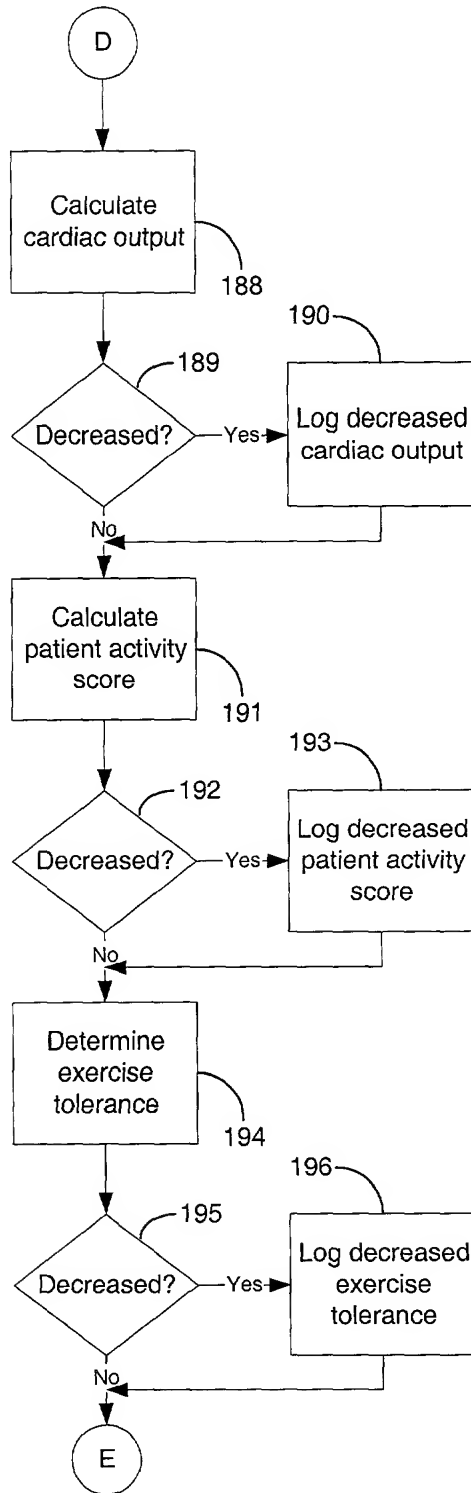 D
Calculate
cardiac output
188
189
Decreased?
Yes
190
Log decreased
cardiac output
No
Calculate
patient activity
score
191
192
Decreased?
Yes
193
Log decreased
patient activity
score
No
Determine
exercise
tolerance
194
195
Decreased?
Yes
196
Log decreased
exercise
tolerance
No
E